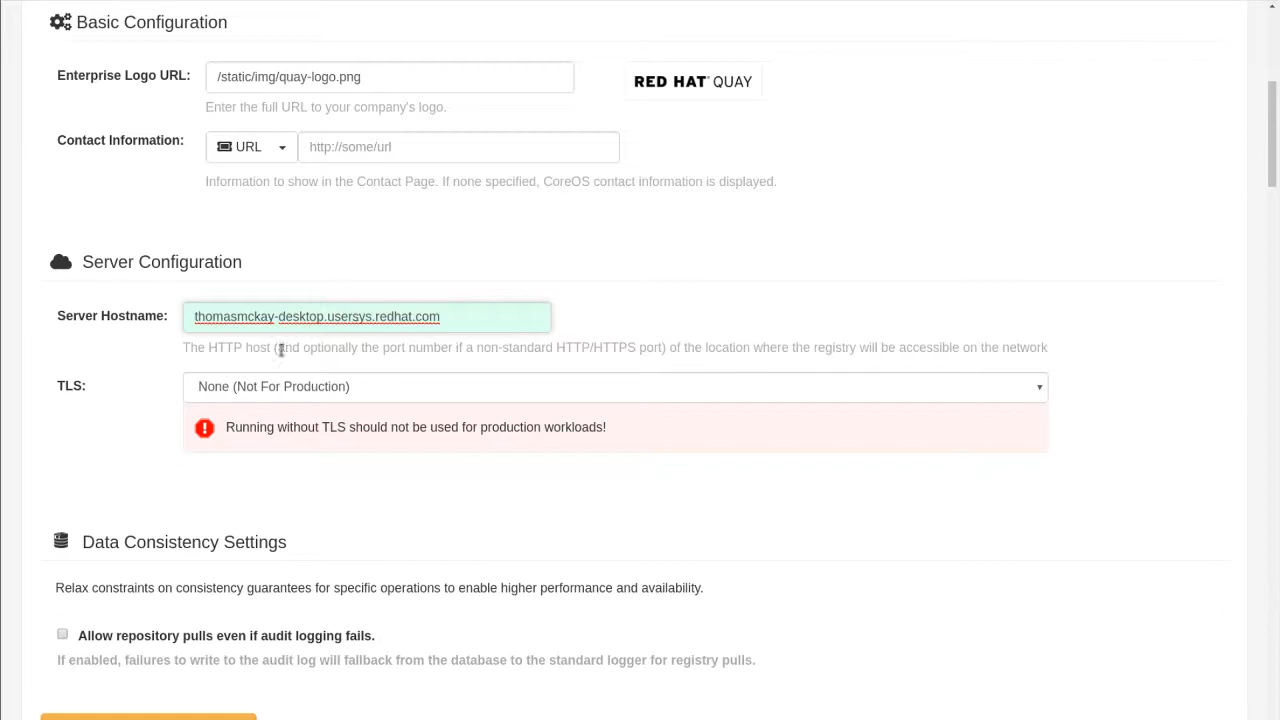 Basic Configuration
Enterprise Logo URL: /static/img/quay-logo.png RED HAT QUAY
Enter the full URL to your company's logo.
Contact Information: URL http://some/url
Information to show in the Contact Page. If none specified, CoreOS contact information is displayed.
Server Configuration
Server Hostname: thomasmckay-desktop.usersys.redhat.com
The HTTP host (and optionally the port number if a non-standard HTTP/HTTPS port) of the location where the registry will be accessible on the network
TLS: None (Not For Production)
Running without TLS should not be used for production workloads!
Data Consistency Settings
Relax constraints on consistency guarantees for specific operations to enable higher performance and availability.
Allow repository pulls even if audit logging fails.
If enabled, failures to write to the audit log will fallback from the database to the standard logger for registry pulls.